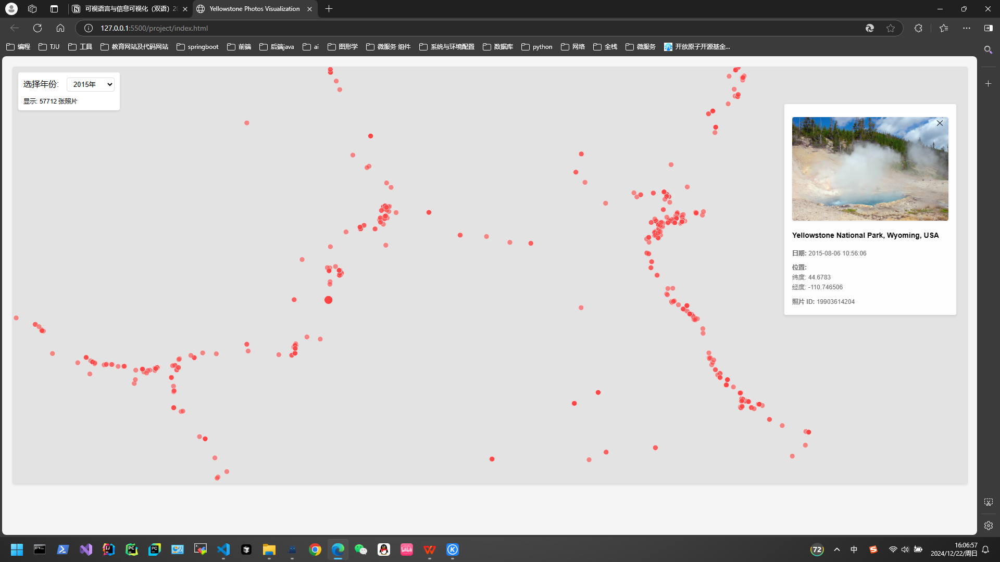 可视语言与信息可视化（双语）
Yellowstone Photos Visualization
127.0.0.1:5500/project/index.html
编程
TJU
工具
教育网站及代码网站
springboot
前端
后端java
ai
图形学
微服务 组件
系统与环境配置
数据库
python
网络
全栈
微服务
开放原子开源基金...
选择年份:
2015年
显示: 57712 张照片
Yellowstone National Park, Wyoming, USA
日期: 2015-08-06 10:56:06
位置:
纬度: 44.6783
经度: -110.746506
照片 ID: 19903614204
72
中
16:06:57
2024/12/22/周日